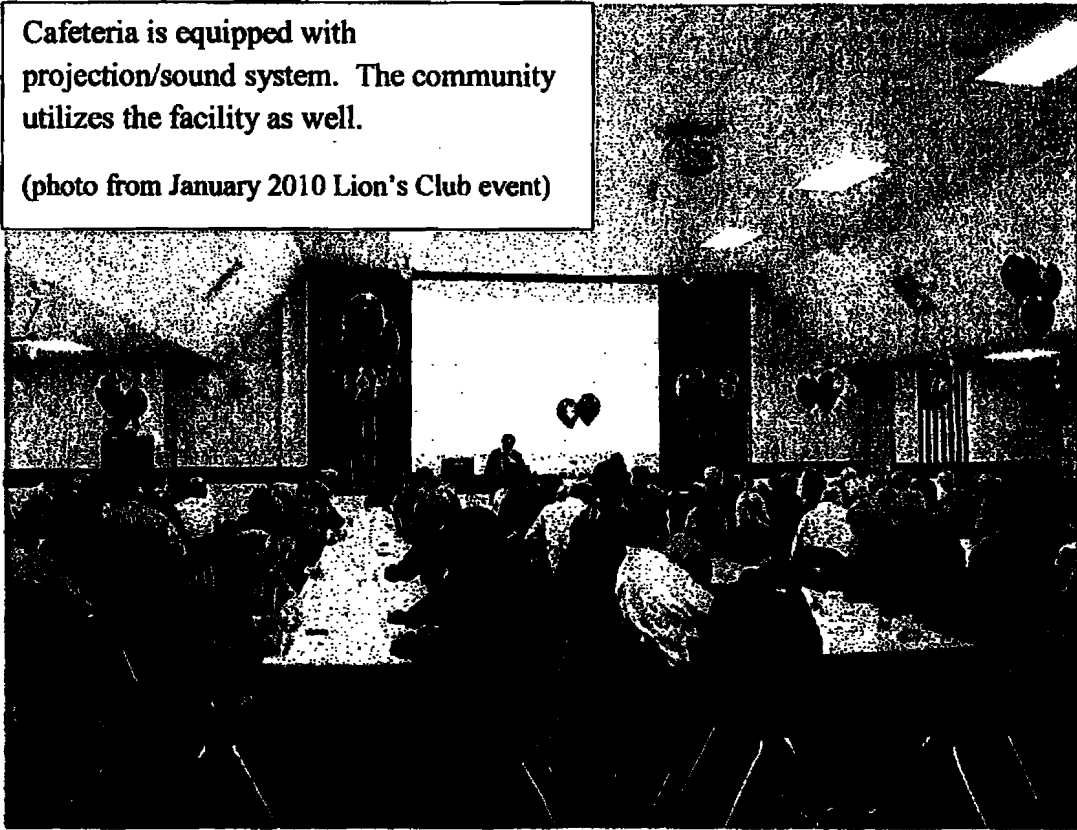 Cafeteria is equipped with
projection/sound system.  The community
utilizes the facility as well.
(photo from January 2010 Lion's Club event)